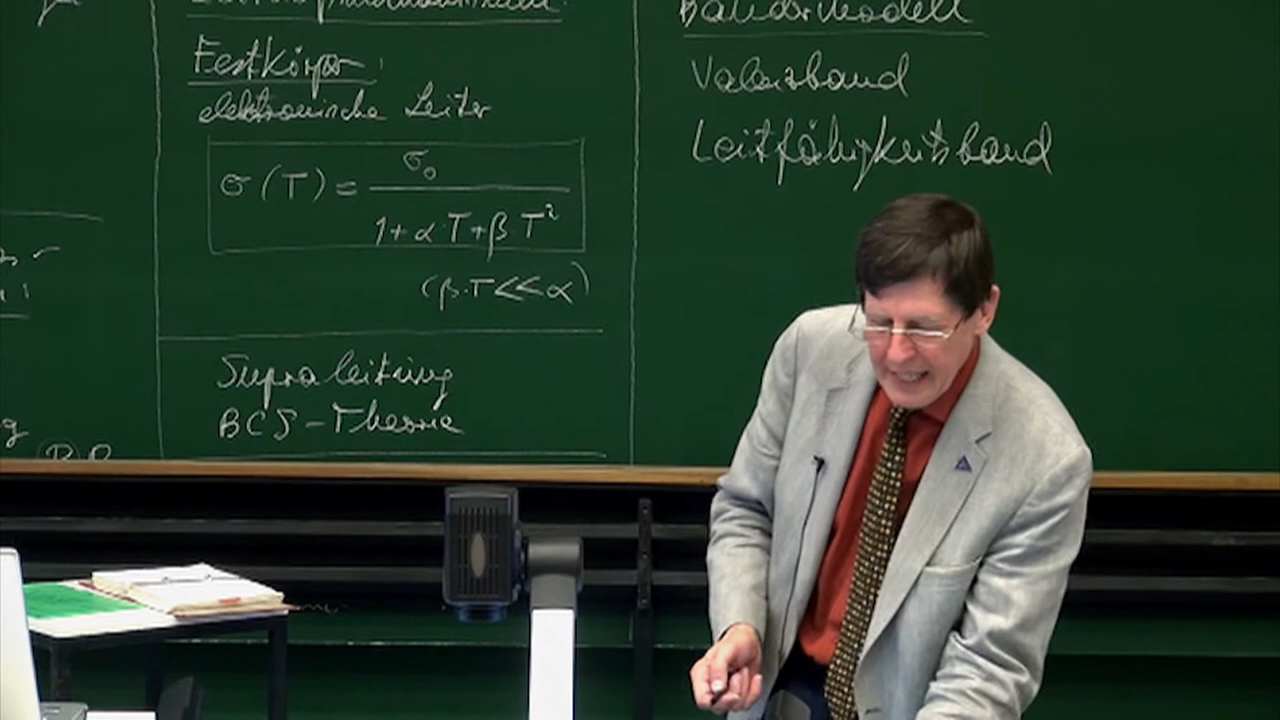 Festkörper
elektronische Leiter
σ(T) = σ₀
1 + α · T + β T²
(β · T << α)
Supraleitung
BCS-Theorie
Bändermodell
Valenzband
Leitfähigkeitsband